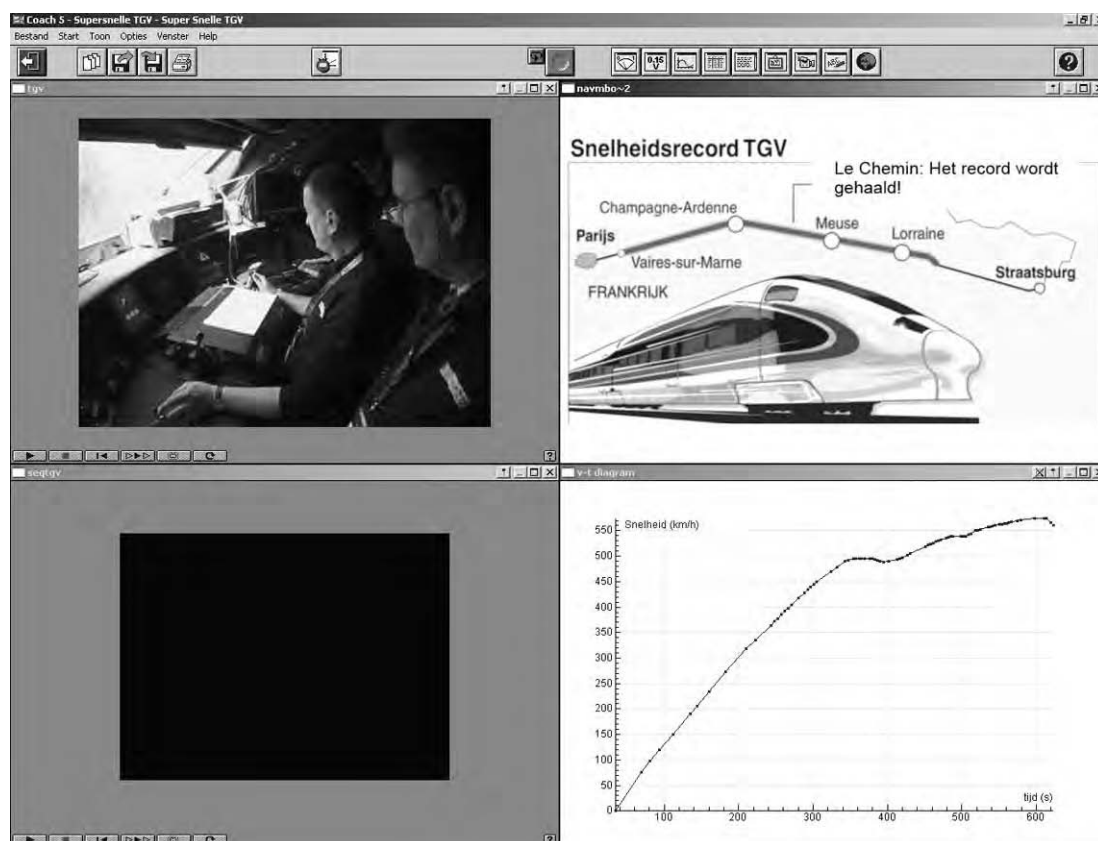 Coach 5 - Supersnelle TGV - Super Snelle TGV
Bestand Start Toon Opties Venster Help
0.15
V
?
tgv
navmbo~2
Snelheidsrecord TGV
Le Chemin: Het record wordt
gehaald!
Champagne-Ardenne
Meuse
Lorraine
Parijs
Vaires-sur-Marne
Straatsburg
FRANKRIJK
?
seqtgv
v-t diagram
Snelheid (km/h)
550
500
450
400
350
300
250
200
150
100
50
0
tijd (s)
100 200 300 400 500 600
?